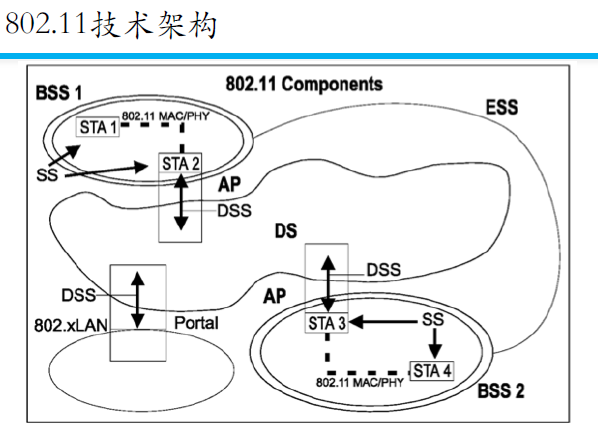 802.11技术架构
802.11 Components
BSS 1
ESS
802.11 MAC/PHY
STA 1
STA 2
SS
AP
DSS
DS
DSS
DSS
AP
802.xLAN
Portal
STA 3
SS
STA 4
802.11 MAC/PHY
BSS 2